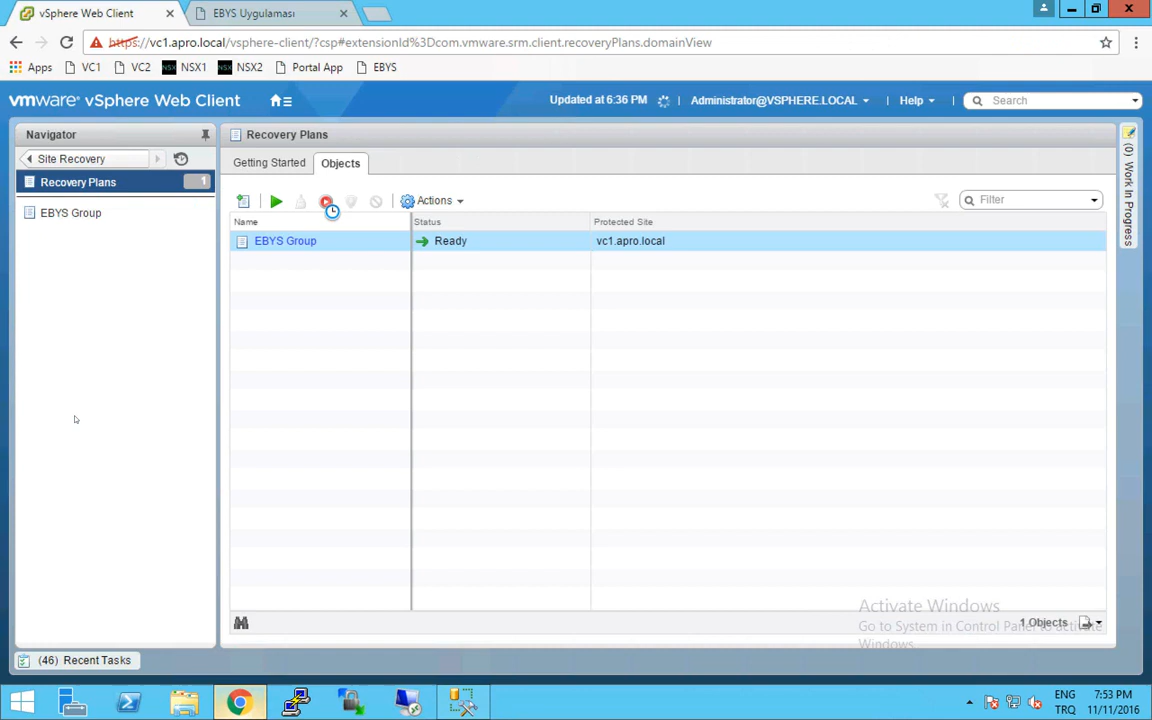 vSphere Web Client
EBYS Uygulaması
https://vc1.apro.local/vsphere-client/?csp#extensionId%3Dcom.vmware.srm.client.recoveryPlans.domainView
Apps VC1 VC2 NSX1 NSX2 Portal App EBYS
vmware® vSphere Web Client
Updated at 6:36 PM
Administrator@VSPHERE.LOCAL
Help
Search
Navigator
Site Recovery
Recovery Plans 1
EBYS Group
Recovery Plans
Getting Started Objects
Actions
Filter
Name Status Protected Site
EBYS Group Ready vc1.apro.local
(0) Work In Progress
1 Objects
Activate Windows
Go to System in Control Panel to activate
Windows.
(46) Recent Tasks
ENG 7:53 PM
TRQ 11/11/2016